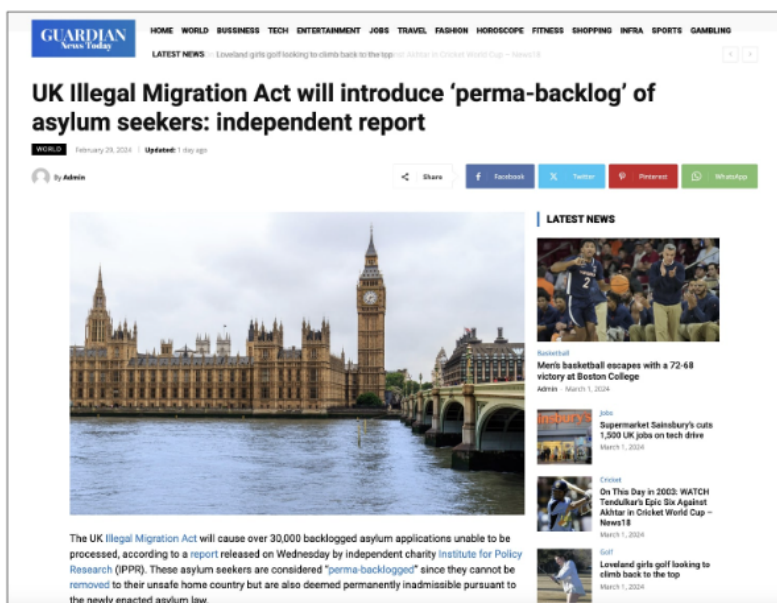 GUARDIAN
News Today
HOME WORLD BUSSINESS TECH ENTERTAINMENT JOBS TRAVEL FASHION HOROSCOPE FITNESS SHOPPING INFRA SPORTS GAMBLING
LATEST NEWS Loveland girls golf looking to climb back to the top Akhtar in Cricket World Cup – News18
UK Illegal Migration Act will introduce ‘perma-backlog’ of
asylum seekers: independent report
WORLD February 29, 2024 Updated: 1 day ago
By Admin
Share Facebook Twitter Pinterest WhatsApp
LATEST NEWS
Basketball
Men's basketball escapes with a 72-68
victory at Boston College
Admin - March 1, 2024
Jobs
Supermarket Sainsbury's cuts
1,500 UK jobs on tech drive
March 1, 2024
Cricket
On This Day in 2003: WATCH
Tendulkar's Epic Six Against
Akhtar in Cricket World Cup –
News18
March 1, 2024
Golf
Loveland girls golf looking to
climb back to the top
March 1, 2024
The UK Illegal Migration Act will cause over 30,000 backlogged asylum applications unable to
be processed, according to a report released on Wednesday by independent charity Institute for Policy
Research (IPPR). These asylum seekers are considered “perma-backlogged” since they cannot be
removed to their unsafe home country but are also deemed permanently inadmissible pursuant to
the newly enacted asylum law.